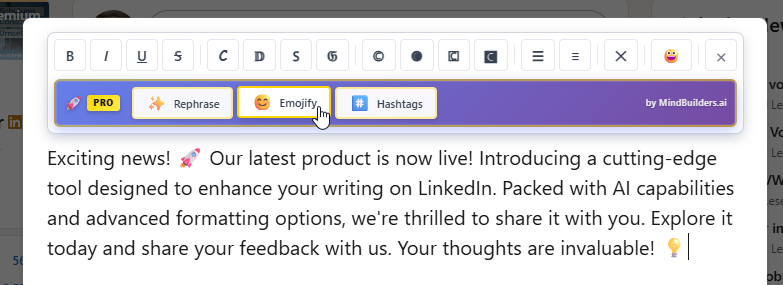 emium
B I U S C D S G © C C ☰ ≡ × ×
PRO Rephrase Emojify # Hashtags by MindBuilders.ai
Exciting news! 🚀 Our latest product is now live! Introducing a cutting-edge
tool designed to enhance your writing on LinkedIn. Packed with AI capabilities
and advanced formatting options, we're thrilled to share it with you. Explore it
today and share your feedback with us. Your thoughts are invaluable! 💡